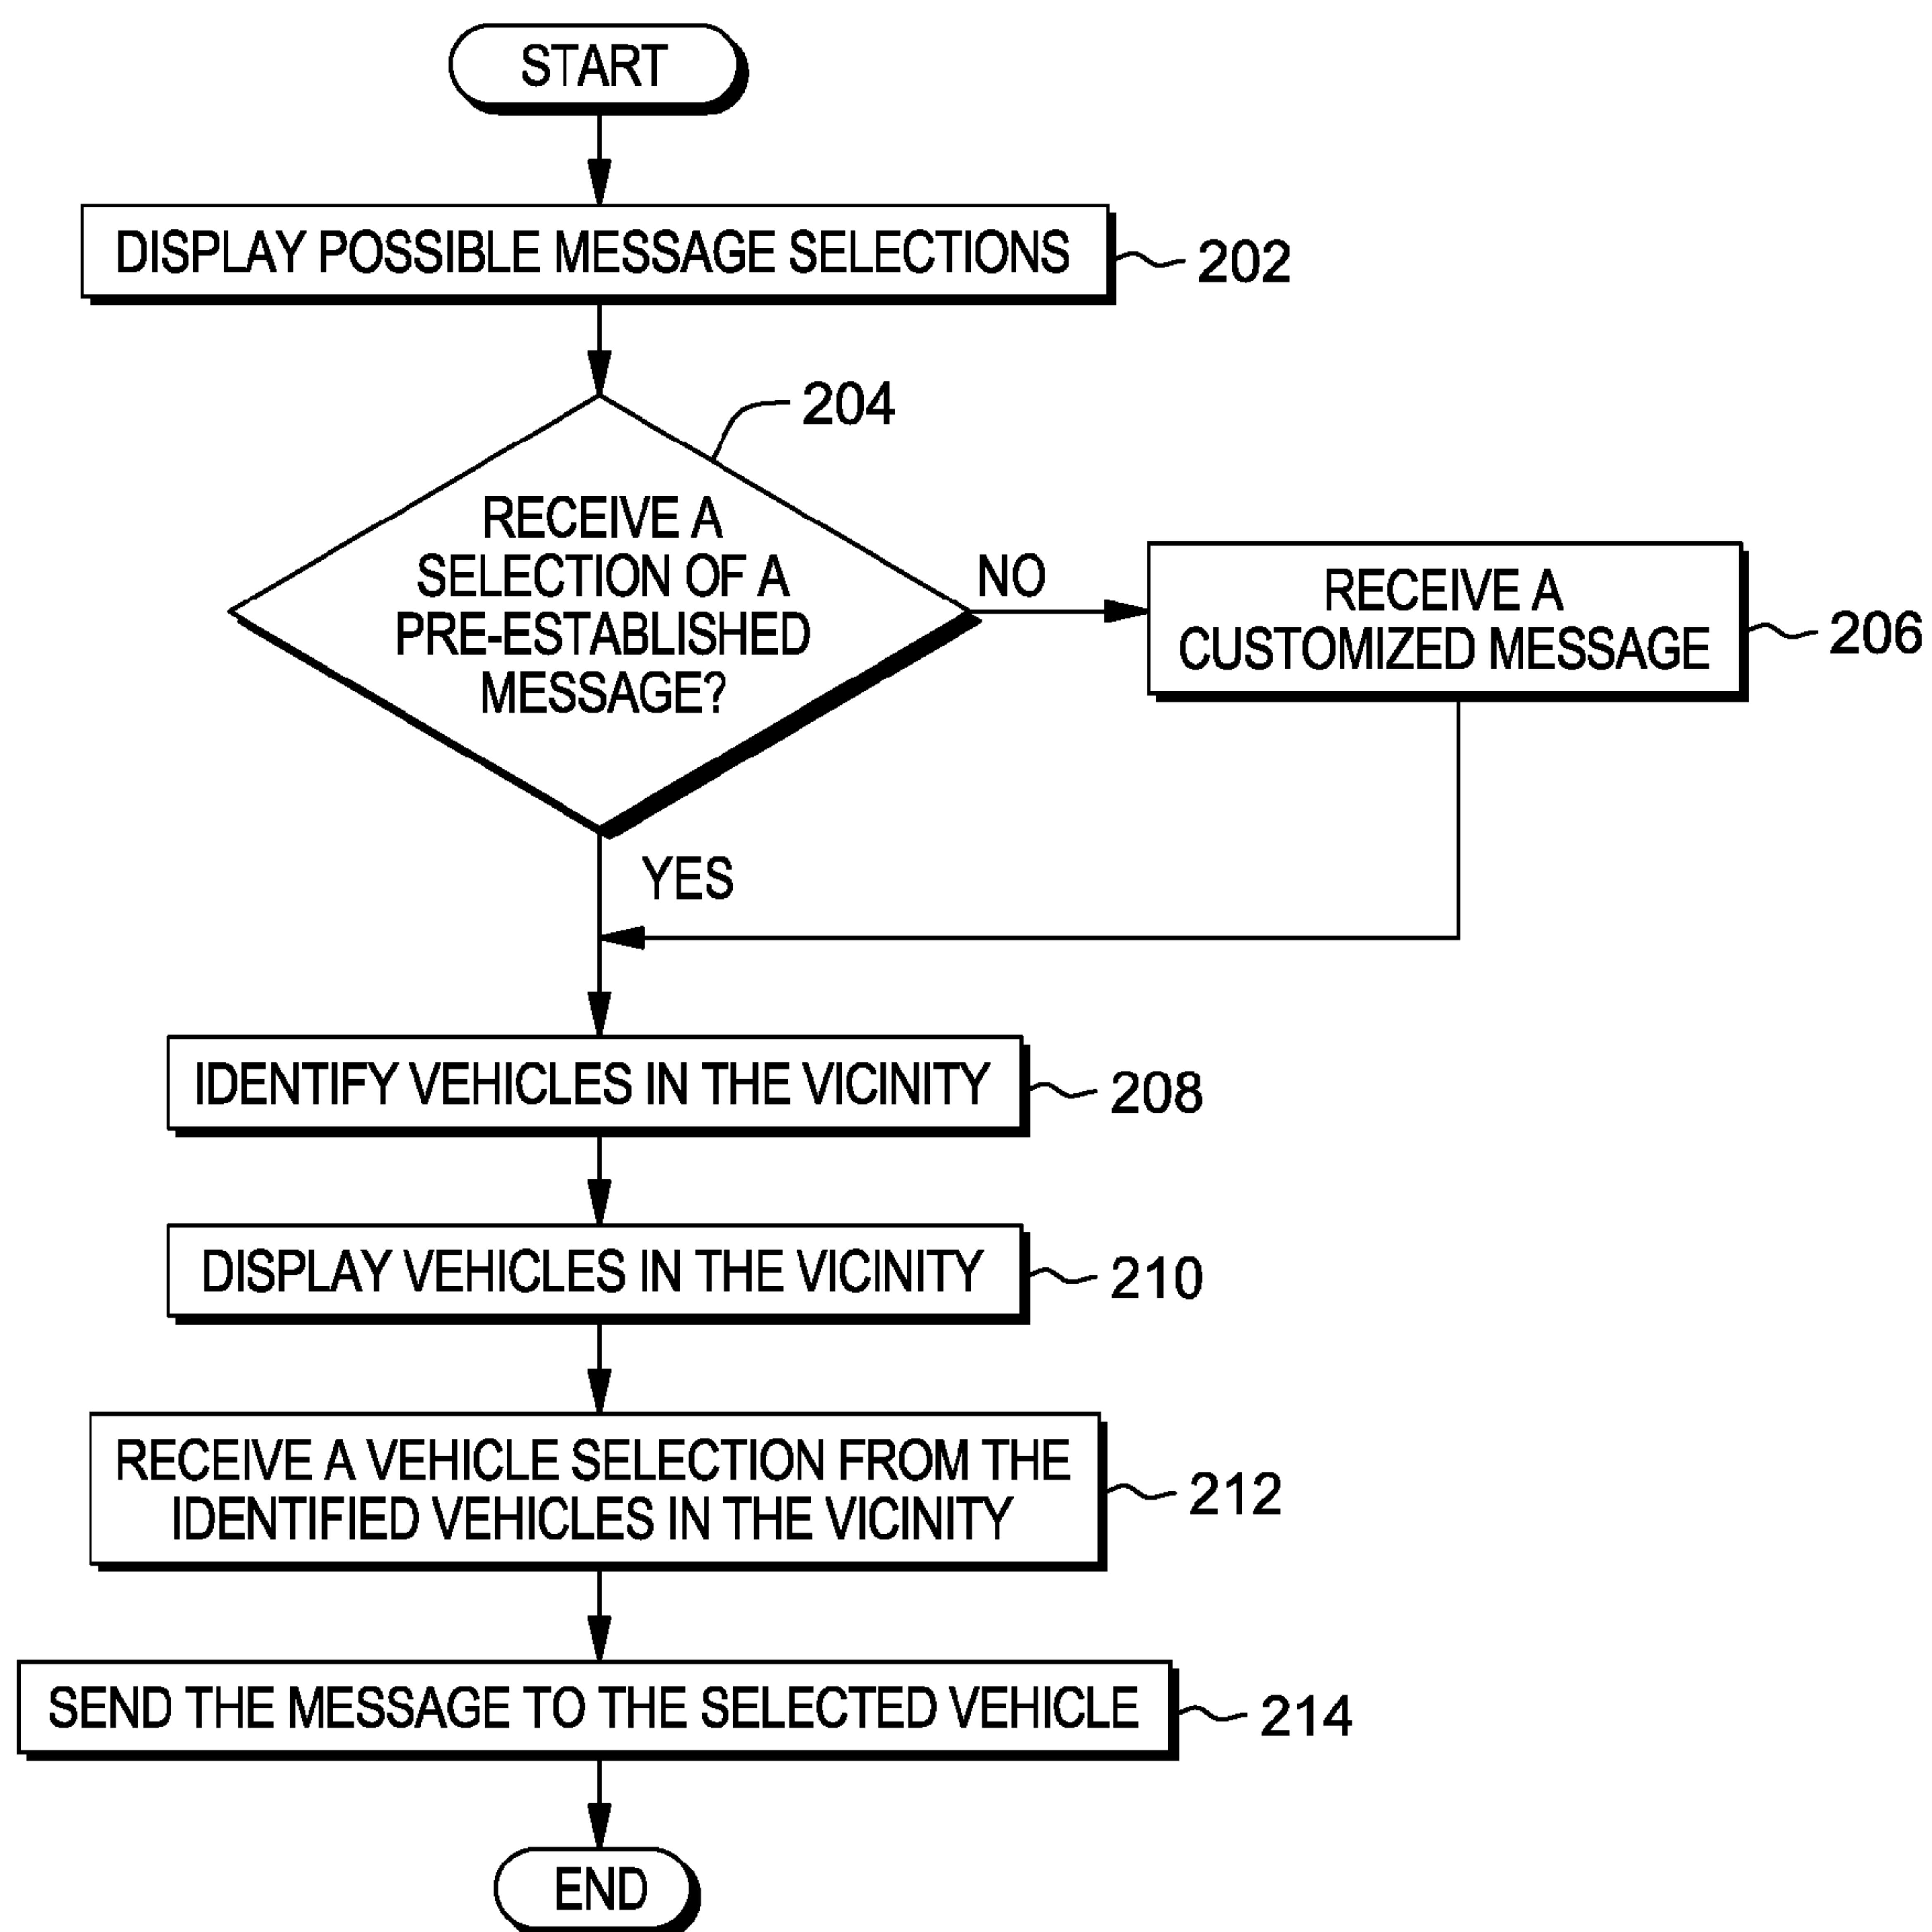 START
DISPLAY POSSIBLE MESSAGE SELECTIONS
202
204
RECEIVE A
SELECTION OF A
PRE-ESTABLISHED
MESSAGE?
NO
RECEIVE A
CUSTOMIZED MESSAGE
206
YES
IDENTIFY VEHICLES IN THE VICINITY
208
DISPLAY VEHICLES IN THE VICINITY
210
RECEIVE A VEHICLE SELECTION FROM THE
IDENTIFIED VEHICLES IN THE VICINITY
212
SEND THE MESSAGE TO THE SELECTED VEHICLE
214
END